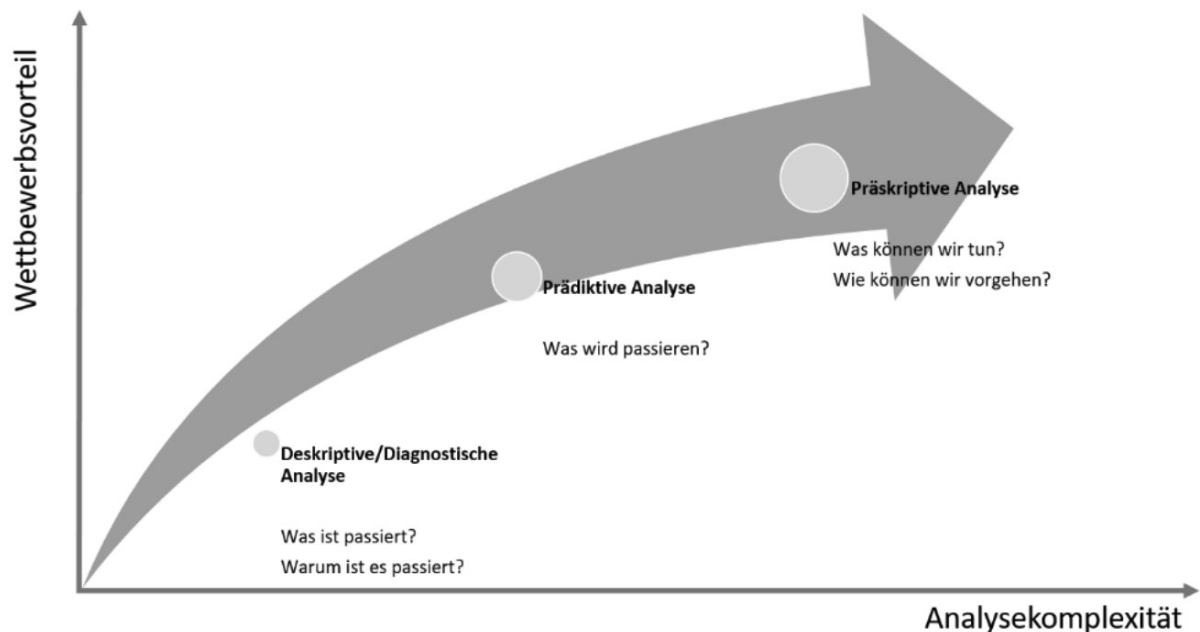 Wettbewerbsvorteil
Präskriptive Analyse
Was können wir tun?
Wie können wir vorgehen?
Prädiktive Analyse
Was wird passieren?
Deskriptive/Diagnostische
Analyse
Was ist passiert?
Warum ist es passiert?
Analysekomplexität